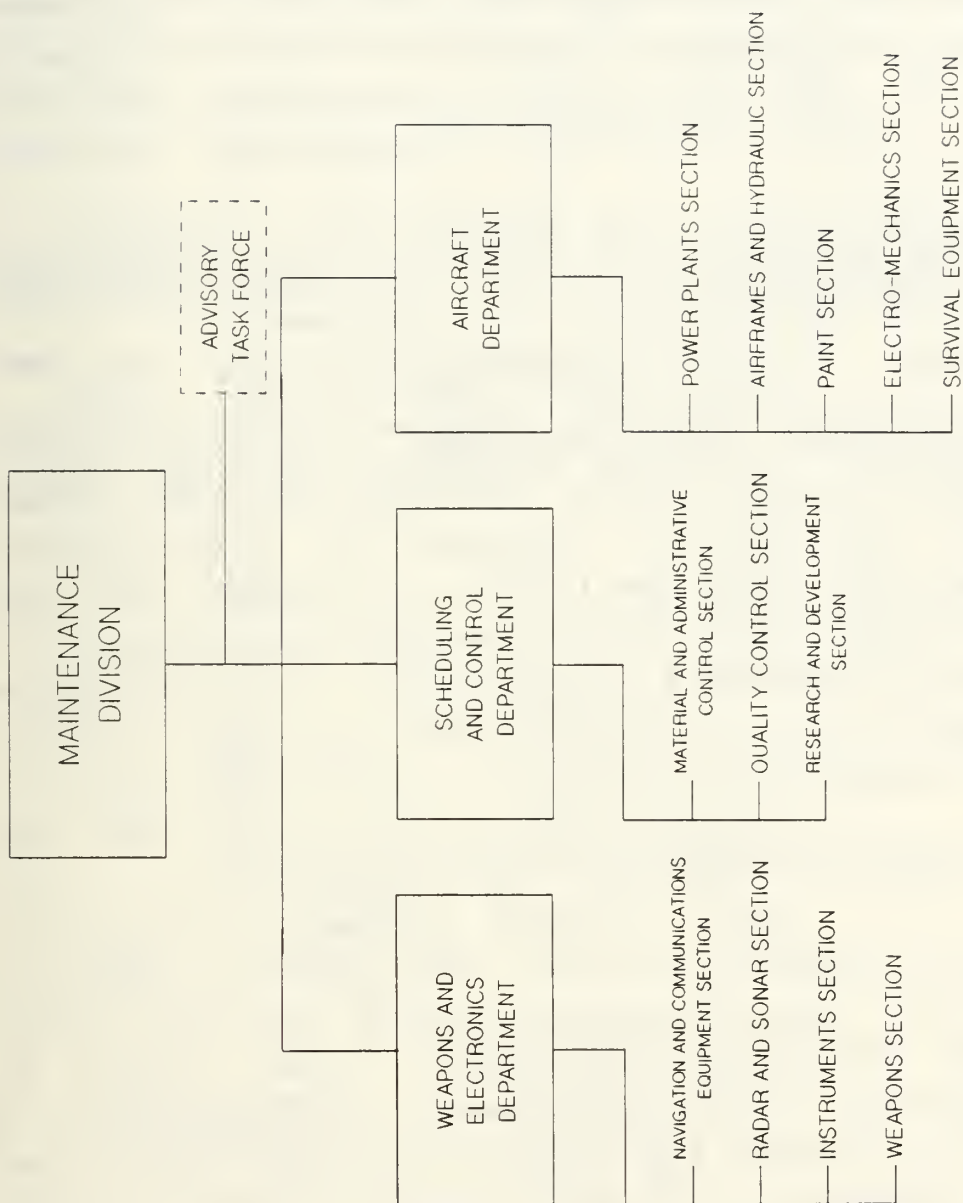 MAINTENANCE
DIVISION
ADVISORY
TASK FORCE
WEAPONS AND
ELECTRONICS
DEPARTMENT
SCHEDULING
AND CONTROL
DEPARTMENT
AIRCRAFT
DEPARTMENT
NAVIGATION AND COMMUNICATIONS
EQUIPMENT SECTION
RADAR AND SONAR SECTION
INSTRUMENTS SECTION
WEAPONS SECTION
MATERIAL AND ADMINISTRATIVE
CONTROL SECTION
QUALITY CONTROL SECTION
RESEARCH AND DEVELOPMENT
SECTION
POWER PLANTS SECTION
AIRFRAMES AND HYDRAULIC SECTION
PAINT SECTION
ELECTRO-MECHANICS SECTION
SURVIVAL EQUIPMENT SECTION